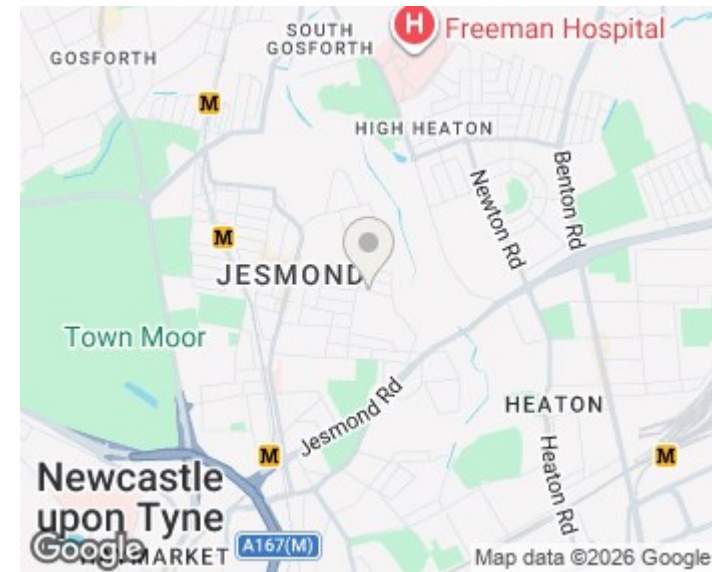 SOUTH
GOSFORTH
H Freeman Hospital
GOSFORTH
M
HIGH HEATON
Benton Rd
Newton Rd
M
JESMOND
Town Moor
Jesmond Rd
HEATON
Heaton Rd
M
M
Newcastle
upon Tyne
A167(M)
Google
MARKET
Map data ©2026 Google